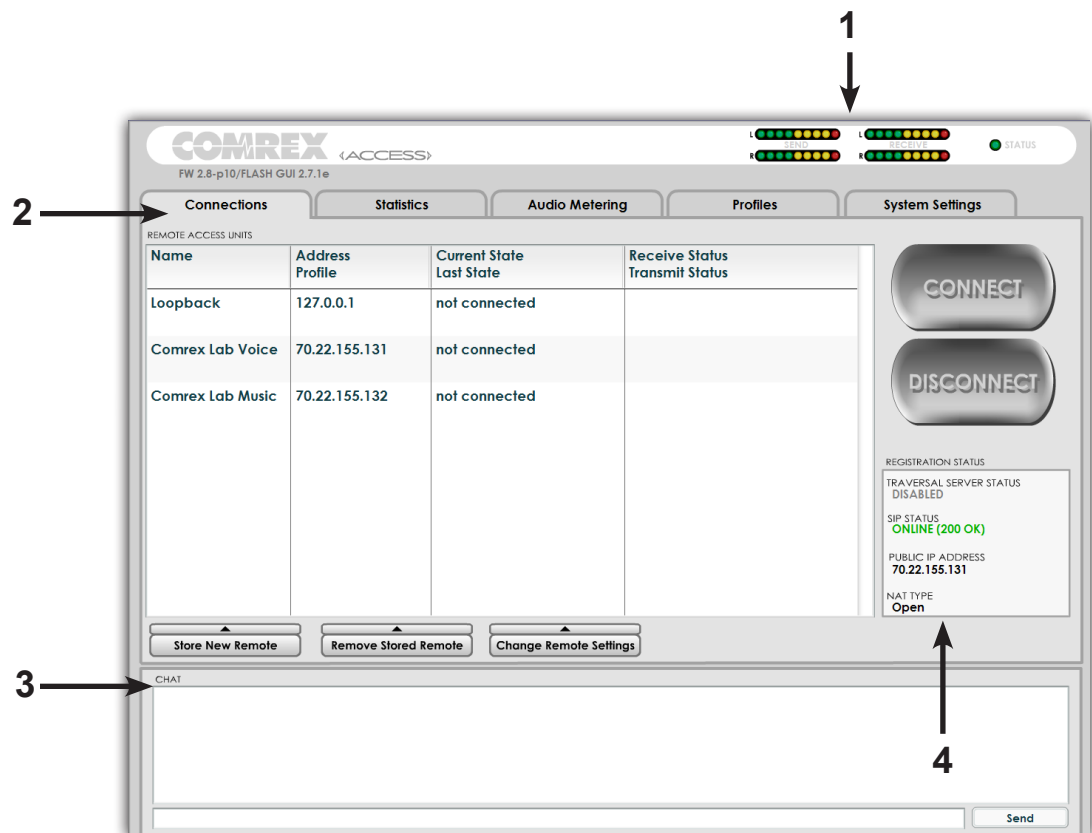 1
COMREX <ACCESS>
L SEND R
L RECEIVE R
STATUS
FW 2.8-p10/FLASH GUI 2.7.1e
2
Connections Statistics Audio Metering Profiles System Settings
REMOTE ACCESS UNITS
Name Address Current State Receive Status
Profile Last State Transmit Status
Loopback 127.0.0.1 not connected
Comrex Lab Voice 70.22.155.131 not connected
Comrex Lab Music 70.22.155.132 not connected
CONNECT
DISCONNECT
REGISTRATION STATUS
TRAVERSAL SERVER STATUS
DISABLED
SIP STATUS
ONLINE (200 OK)
PUBLIC IP ADDRESS
70.22.155.131
NAT TYPE
Open
Store New Remote Remove Stored Remote Change Remote Settings
3
CHAT
4
Send